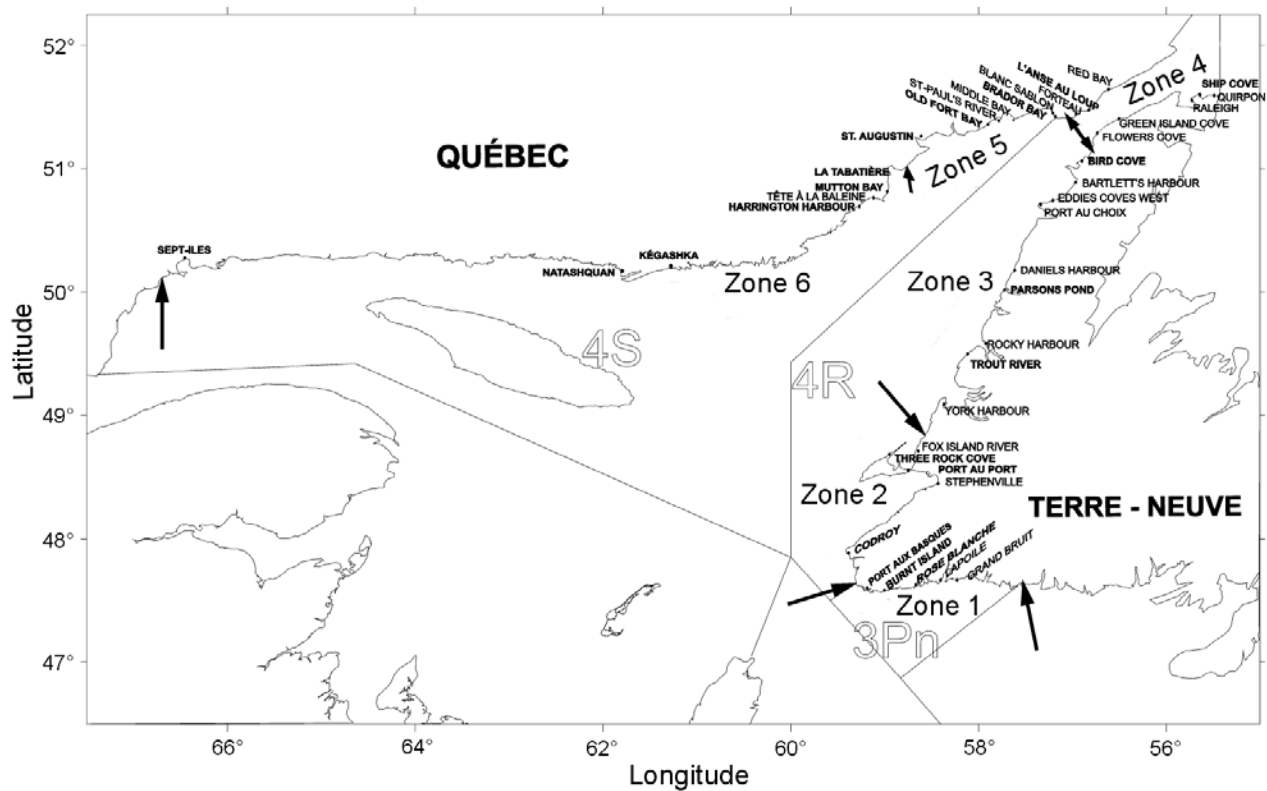 52°
51°
50°
49°
48°
47°
Latitude
66°
64°
62°
60°
58°
56°
Longitude
QUÉBEC
TERRE - NEUVE
Zone 4
Zone 5
Zone 6
Zone 3
Zone 2
Zone 1
4S
4R
3Pn
SEPT-ILES
NATASHQUAN
KÉGASHKA
HARRINGTON HARBOUR
TÊTE À LA BALEINE
MUTTON BAY
LA TABATIÈRE
ST. AUGUSTIN
OLD FORT BAY
ST-PAUL'S RIVER
MIDDLE BAY
BRADOR BAY
BLANC SABLON
FORTEAU
L'ANSE AU LOUP
RED BAY
SHIP COVE
QUIRPON
RALEIGH
GREEN ISLAND COVE
FLOWERS COVE
BIRD COVE
BARTLETT'S HARBOUR
EDDIES COVES WEST
PORT AU CHOIX
DANIELS HARBOUR
PARSONS POND
ROCKY HARBOUR
TROUT RIVER
YORK HARBOUR
FOX ISLAND RIVER
THREE ROCK COVE
PORT AU PORT
STEPHENVILLE
CODROY
PORT AUX BASQUES
BURNT ISLAND
ROSE BLANCHE
LAPOILE
GRAND BRUIT